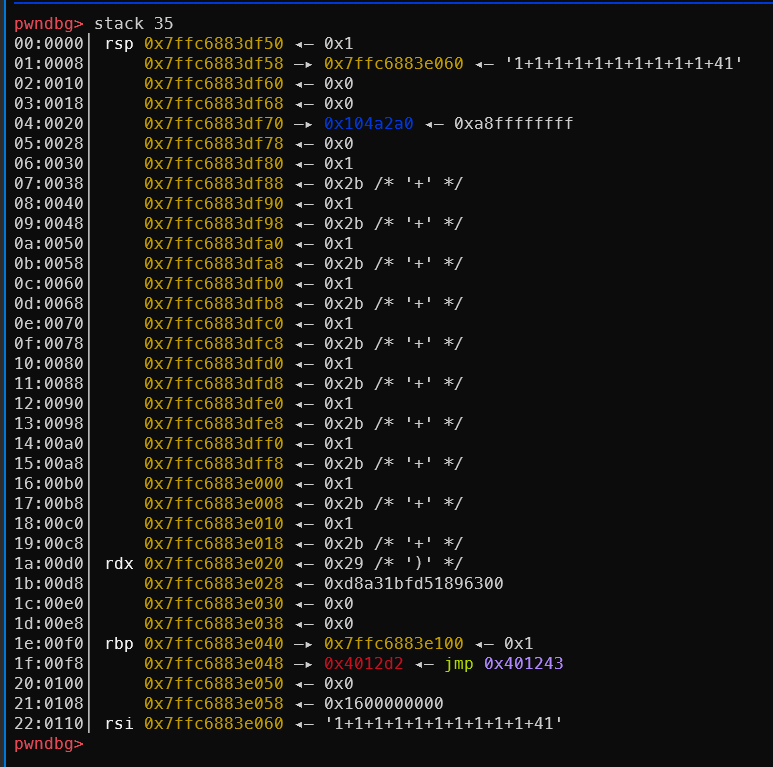 pwndbg> stack 35
00:0000│ rsp 0x7ffc6883df50 ◂— 0x1
01:0008│     0x7ffc6883df58 —▸ 0x7ffc6883e060 ◂— '1+1+1+1+1+1+1+1+1+1+41'
02:0010│     0x7ffc6883df60 ◂— 0x0
03:0018│     0x7ffc6883df68 ◂— 0x0
04:0020│     0x7ffc6883df70 —▸ 0x104a2a0 ◂— 0xa8ffffffff
05:0028│     0x7ffc6883df78 ◂— 0x0
06:0030│     0x7ffc6883df80 ◂— 0x1
07:0038│     0x7ffc6883df88 ◂— 0x2b /* '+' */
08:0040│     0x7ffc6883df90 ◂— 0x1
09:0048│     0x7ffc6883df98 ◂— 0x2b /* '+' */
0a:0050│     0x7ffc6883dfa0 ◂— 0x1
0b:0058│     0x7ffc6883dfa8 ◂— 0x2b /* '+' */
0c:0060│     0x7ffc6883dfb0 ◂— 0x1
0d:0068│     0x7ffc6883dfb8 ◂— 0x2b /* '+' */
0e:0070│     0x7ffc6883dfc0 ◂— 0x1
0f:0078│     0x7ffc6883dfc8 ◂— 0x2b /* '+' */
10:0080│     0x7ffc6883dfd0 ◂— 0x1
11:0088│     0x7ffc6883dfd8 ◂— 0x2b /* '+' */
12:0090│     0x7ffc6883dfe0 ◂— 0x1
13:0098│     0x7ffc6883dfe8 ◂— 0x2b /* '+' */
14:00a0│     0x7ffc6883dff0 ◂— 0x1
15:00a8│     0x7ffc6883dff8 ◂— 0x2b /* '+' */
16:00b0│     0x7ffc6883e000 ◂— 0x1
17:00b8│     0x7ffc6883e008 ◂— 0x2b /* '+' */
18:00c0│     0x7ffc6883e010 ◂— 0x1
19:00c8│     0x7ffc6883e018 ◂— 0x2b /* '+' */
1a:00d0│ rdx 0x7ffc6883e020 ◂— 0x29 /* ')' */
1b:00d8│     0x7ffc6883e028 ◂— 0xd8a31bfd51896300
1c:00e0│     0x7ffc6883e030 ◂— 0x0
1d:00e8│     0x7ffc6883e038 ◂— 0x0
1e:00f0│ rbp 0x7ffc6883e040 —▸ 0x7ffc6883e100 ◂— 0x1
1f:00f8│     0x7ffc6883e048 —▸ 0x4012d2 ◂— jmp 0x401243
20:0100│     0x7ffc6883e050 ◂— 0x0
21:0108│     0x7ffc6883e058 ◂— 0x1600000000
22:0110│ rsi 0x7ffc6883e060 ◂— '1+1+1+1+1+1+1+1+1+1+41'
pwndbg>